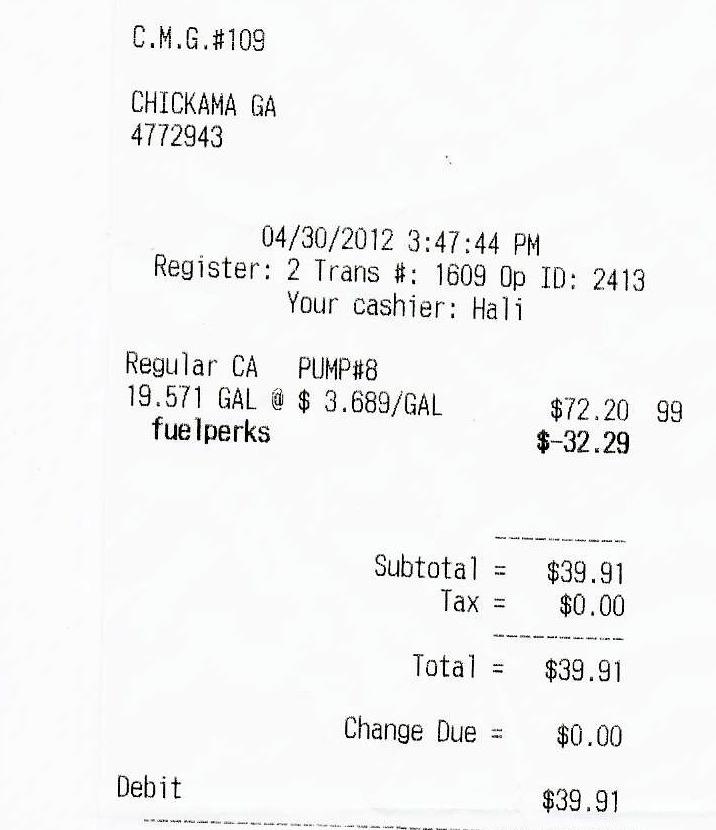 C.M.G.#109
CHICKAMA GA
4772943
04/30/2012 3:47:44 PM
Register: 2 Trans #: 1609 Op ID: 2413
Your cashier: Hali
Regular CA PUMP#8
19.571 GAL @ $ 3.689/GAL $72.20 99
fuelperks $-32.29
Subtotal = $39.91
Tax = $0.00
Total = $39.91
Change Due = $0.00
Debit $39.91